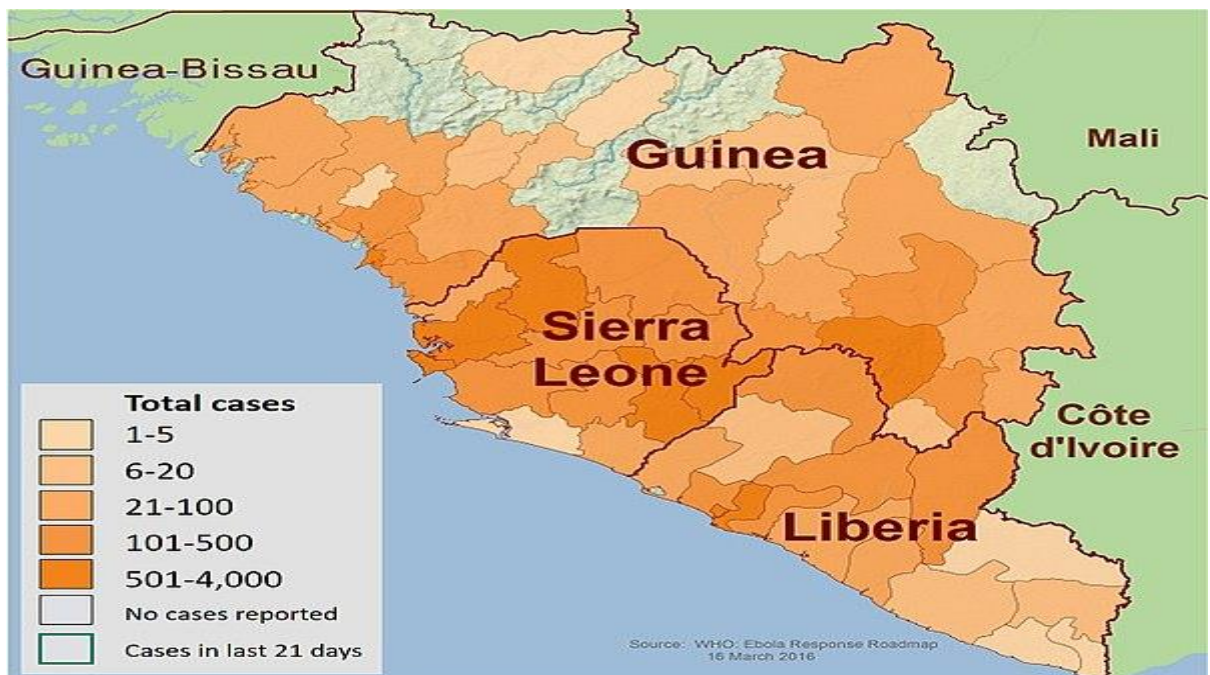 Guinea-Bissau
Mali
Guinea
Sierra
Leone
Côte
d'Ivoire
Liberia
Total cases
1-5
6-20
21-100
101-500
501-4,000
No cases reported
Cases in last 21 days
Source: WHO: Ebola Response Roadmap
16 March 2016